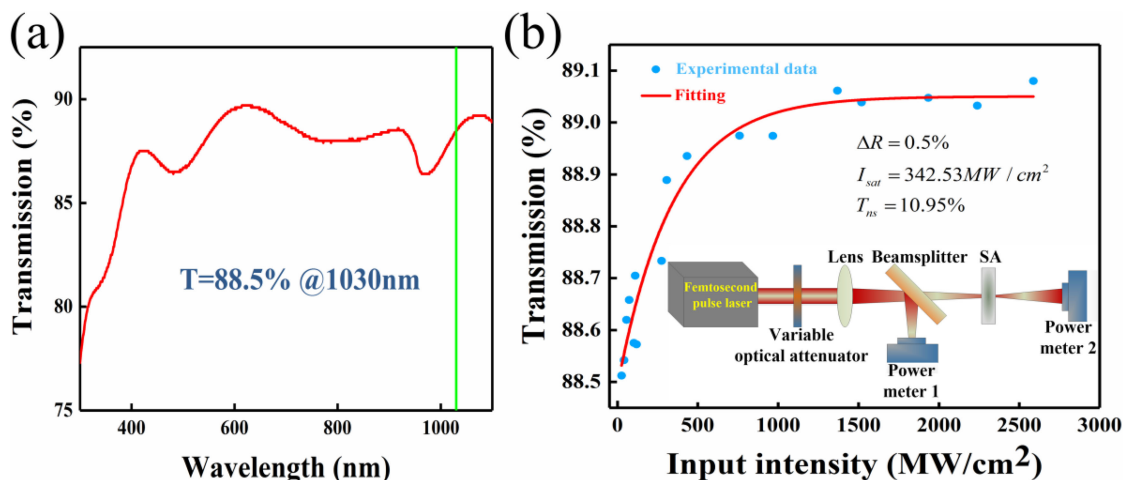 (a)
90
85
80
75
Transmission (%)
T=88.5% @1030nm
400
600
800
1000
Wavelength (nm)
(b)
89.1
89.0
88.9
88.8
88.7
88.6
88.5
Transmission (%)
Experimental data
Fitting
ΔR = 0.5%
I_sat = 342.53MW / cm²
T_ns = 10.95%
Lens
Beamsplitter
SA
Femtosecond
pulse laser
Variable
optical attenuator
Power
meter 1
Power
meter 2
0
500
1000
1500
2000
2500
3000
Input intensity (MW/cm²)